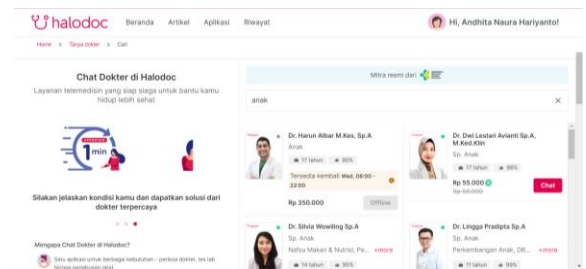 halodoc
Beranda Artikel Aplikasi Riwayat
Hi, Andhita Naura Hariyanto!
Home > Tanya dokter > Cari
Chat Dokter di Halodoc
Layanan telemedisin yang siap siaga untuk bantu kamu
hidup lebih sehat
1
min
Silakan jelaskan kondisi kamu dan dapatkan solusi dari
dokter terpercaya
Mengapa Chat Dokter di Halodoc?
Satu aplikasi untuk berbagai kebutuhan - periksa dokter, tes lab
hingga penebusan obat
Mitra resmi dari
anak
Dr. Harun Albar M.Kes, Sp.A
Anak
17 tahun 99%
Tersedia kembali Wed, 08:00 -
22:00
Rp 350.000
Offline
Dr. Dwi Lestari Avianti Sp.A,
M.Ked.Klin
Sp. Anak
17 tahun 98%
Rp 55.000
Chat
Dr. Silvia Wowiling Sp.A
Sp. Anak
Nafsu Makan & Nutrisi, Pe... +more
14 tahun 95%
Dr. Lingga Pradipta Sp.A
Sp. Anak
Perkembangan Anak, DB... +more
11 tahun 99%